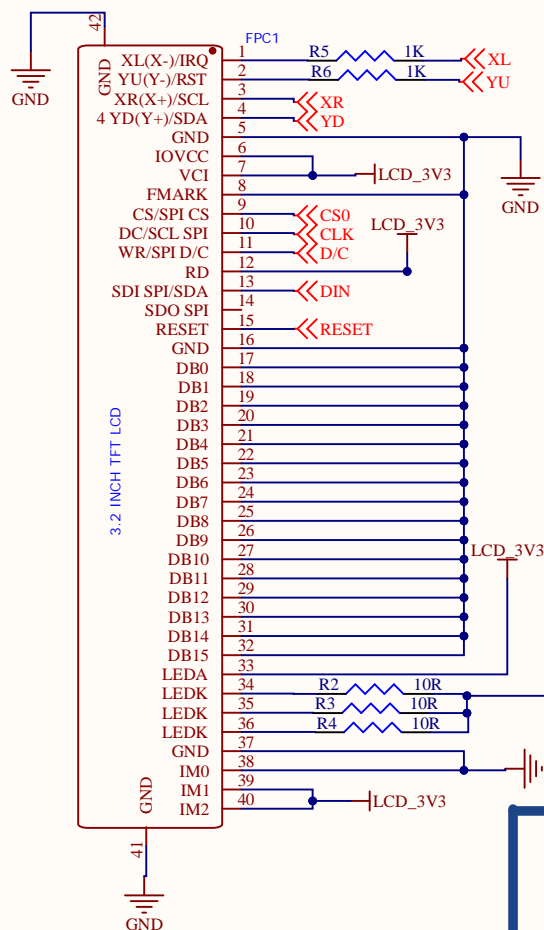 42
FPC1
GND
GND
XL(X-)/IRQ 1 R5 1K XL
YU(Y-)/RST 2 R6 1K YU
XR(X+)/SCL 3 XR
4 YD(Y+)/SDA 4 YD
GND 5
IOVCC 6
VCI 7 LCD_3V3
FMARK 8
GND
CS/SPI CS 9 CS0
DC/SCL SPI 10 CLK
LCD_3V3
WR/SPI D/C 11 D/C
RD 12
SDI SPI/SDA 13 DIN
SDO SPI 14
RESET 15 RESET
GND 16
DB0 17
DB1 18
DB2 19
DB3 20
DB4 21
DB5 22
DB6 23
DB7 24
DB8 25
DB9 26
DB10 27
LCD_3V3
DB11 28
DB12 29
DB13 30
DB14 31
DB15 32
3.2 INCH TFT LCD
LEDA 33
LEDK 34 R2 10R
LEDK 35 R3 10R
LEDK 36 R4 10R
GND 37
IM0 38
IM1 39
IM2 40 LCD_3V3
GND
41
GND